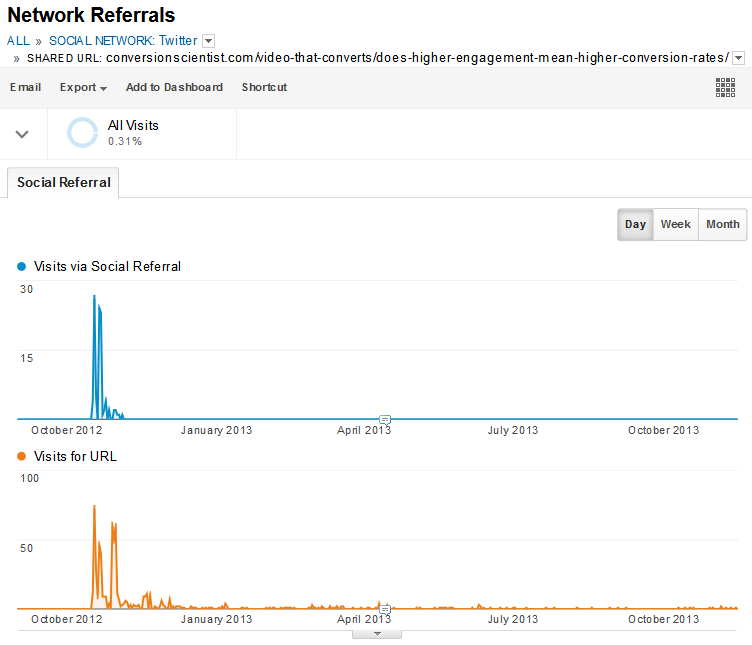 Network Referrals
ALL » SOCIAL NETWORK: Twitter
» SHARED URL: conversionscientist.com/video-that-converts/does-higher-engagement-mean-higher-conversion-rates/
Email Export Add to Dashboard Shortcut
All Visits
0.31%
Social Referral
Day Week Month
Visits via Social Referral
30
15
October 2012 January 2013 April 2013 July 2013 October 2013
Visits for URL
100
50
October 2012 January 2013 April 2013 July 2013 October 2013